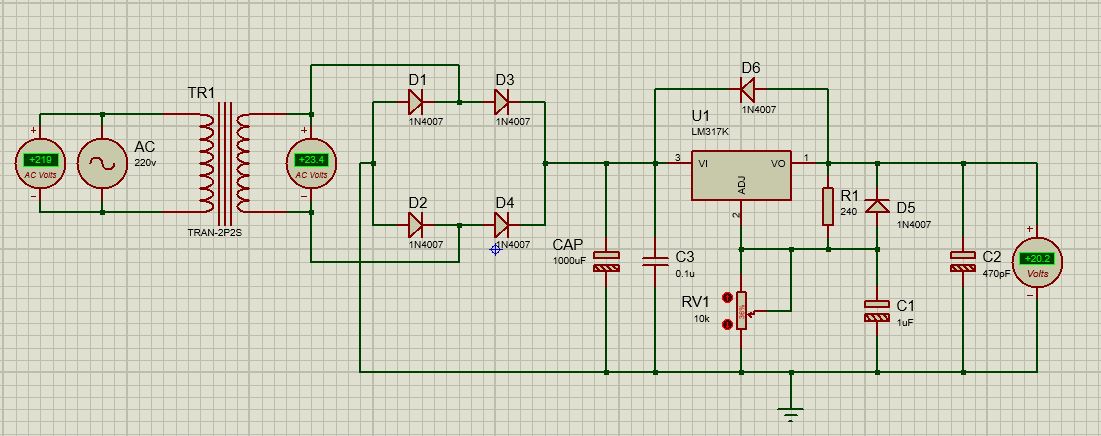 TR1
TRAN-2P2S
+
+219
AC Volts
−
AC
220v
+
+23.4
AC Volts
−
D1
1N4007
D3
1N4007
D2
1N4007
D4
1N4007
CAP
1000uF
C3
0.1u
U1
LM317K
3
VI
VO
1
ADJ
2
D6
1N4007
RV1
10k
R1
240
D5
1N4007
C1
1uF
C2
470pF
+
+20.2
Volts
−